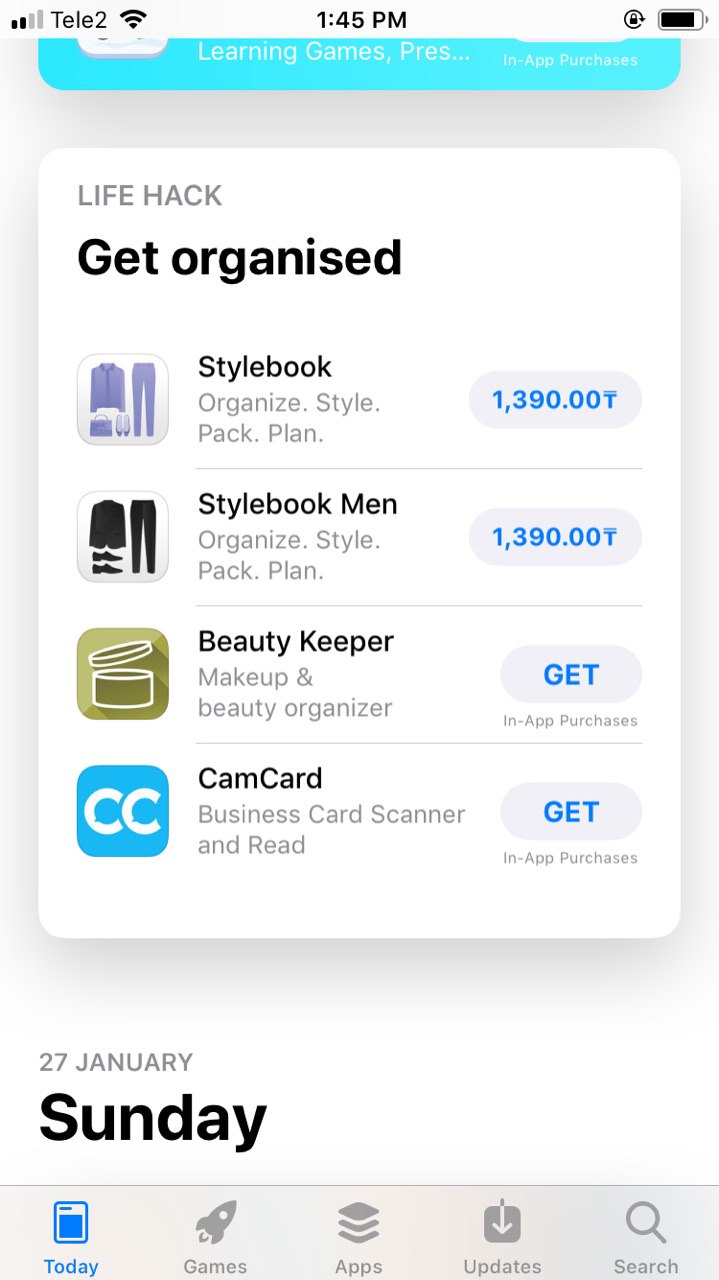 Tele2 1:45 PM
Learning Games, Pres...
In-App Purchases
LIFE HACK
Get organised
Stylebook
Organize. Style.
Pack. Plan.
1,390.00₸
Stylebook Men
Organize. Style.
Pack. Plan.
1,390.00₸
Beauty Keeper
Makeup &
beauty organizer
GET
In-App Purchases
CC
CamCard
Business Card Scanner
and Read
GET
In-App Purchases
27 JANUARY
Sunday
Today Games Apps Updates Search